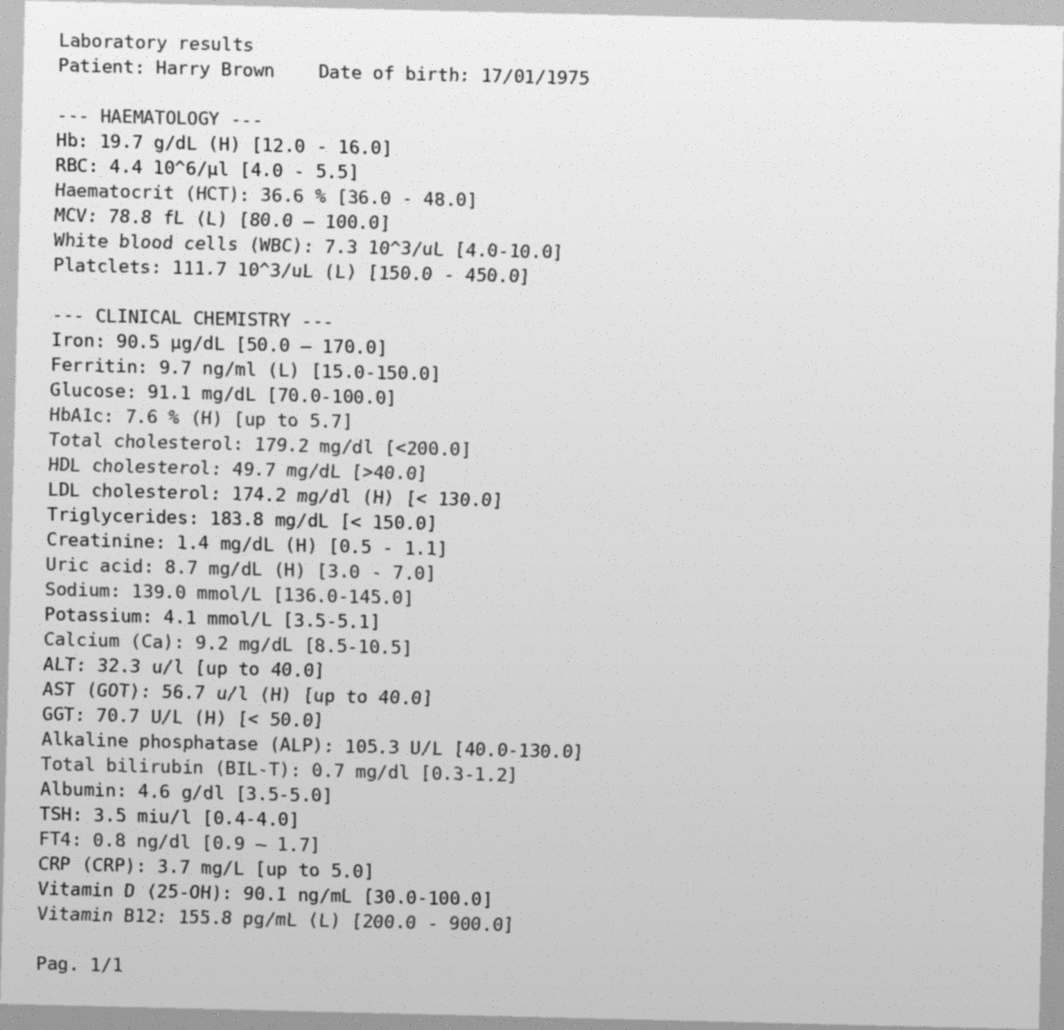 Laboratory results
Patient: Harry Brown    Date of birth: 17/01/1975

--- HAEMATOLOGY ---
Hb: 19.7 g/dL (H) [12.0 - 16.0]
RBC: 4.4 10^6/µl [4.0 - 5.5]
Haematocrit (HCT): 36.6 % [36.0 - 48.0]
MCV: 78.8 fL (L) [80.0 – 100.0]
White blood cells (WBC): 7.3 10^3/uL [4.0-10.0]
Platclets: 111.7 10^3/uL (L) [150.0 - 450.0]

--- CLINICAL CHEMISTRY ---
Iron: 90.5 µg/dL [50.0 – 170.0]
Ferritin: 9.7 ng/ml (L) [15.0-150.0]
Glucose: 91.1 mg/dL [70.0-100.0]
HbAIc: 7.6 % (H) [up to 5.7]
Total cholesterol: 179.2 mg/dl [<200.0]
HDL cholesterol: 49.7 mg/dL [>40.0]
LDL cholesterol: 174.2 mg/dl (H) [< 130.0]
Triglycerides: 183.8 mg/dL [< 150.0]
Creatinine: 1.4 mg/dL (H) [0.5 - 1.1]
Uric acid: 8.7 mg/dL (H) [3.0 - 7.0]
Sodium: 139.0 mmol/L [136.0-145.0]
Potassium: 4.1 mmol/L [3.5-5.1]
Calcium (Ca): 9.2 mg/dL [8.5-10.5]
ALT: 32.3 u/l [up to 40.0]
AST (GOT): 56.7 u/l (H) [up to 40.0]
GGT: 70.7 U/L (H) [< 50.0]
Alkaline phosphatase (ALP): 105.3 U/L [40.0-130.0]
Total bilirubin (BIL-T): 0.7 mg/dl [0.3-1.2]
Albumin: 4.6 g/dl [3.5-5.0]
TSH: 3.5 miu/l [0.4-4.0]
FT4: 0.8 ng/dl [0.9 – 1.7]
CRP (CRP): 3.7 mg/L [up to 5.0]
Vitamin D (25-OH): 90.I ng/mL [30.0-100.0]
Vitamin B12: 155.8 pg/mL (L) [200.0 - 900.0]

Pag. 1/1